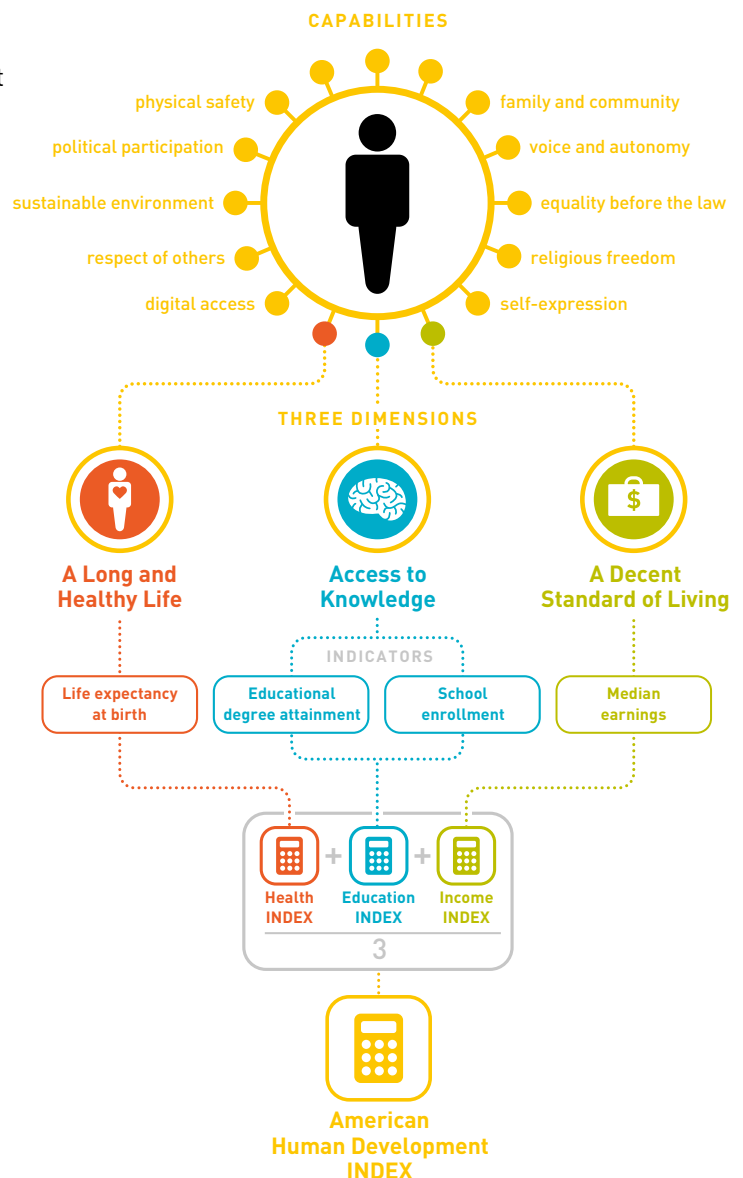 CAPABILITIES
t
physical safety
family and community
political participation
voice and autonomy
sustainable environment
equality before the law
respect of others
religious freedom
digital access
self-expression
THREE DIMENSIONS
$
A Long and
Healthy Life
Access to
Knowledge
A Decent
Standard of Living
INDICATORS
Life expectancy
at birth
Educational
degree attainment
School
enrollment
Median
earnings
+ +
Health
INDEX
Education
INDEX
Income
INDEX
3
American
Human Development
INDEX